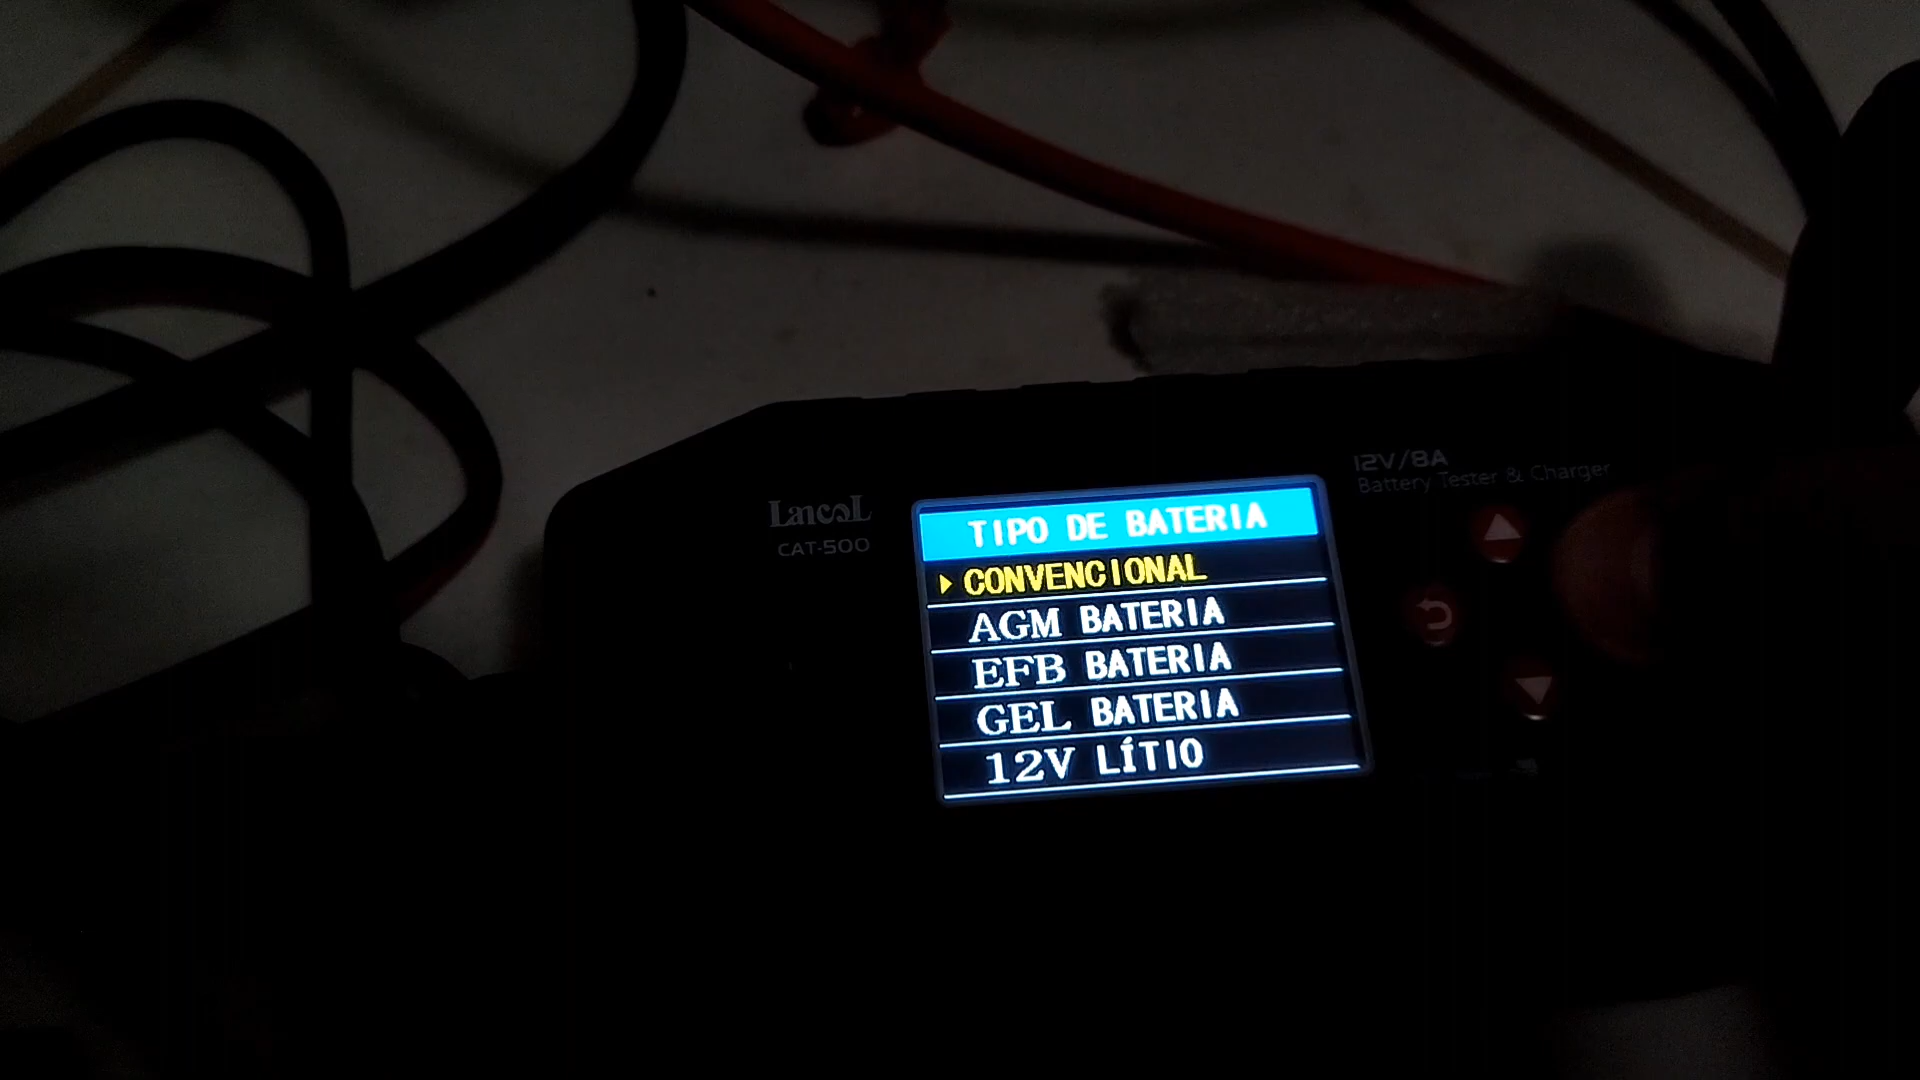 LancoL
CAT-500
12V/8A
Battery Tester & Charger
TIPO DE BATERIA
CONVENCIONAL
AGM BATERIA
EFB BATERIA
GEL BATERIA
12V LÍTIO